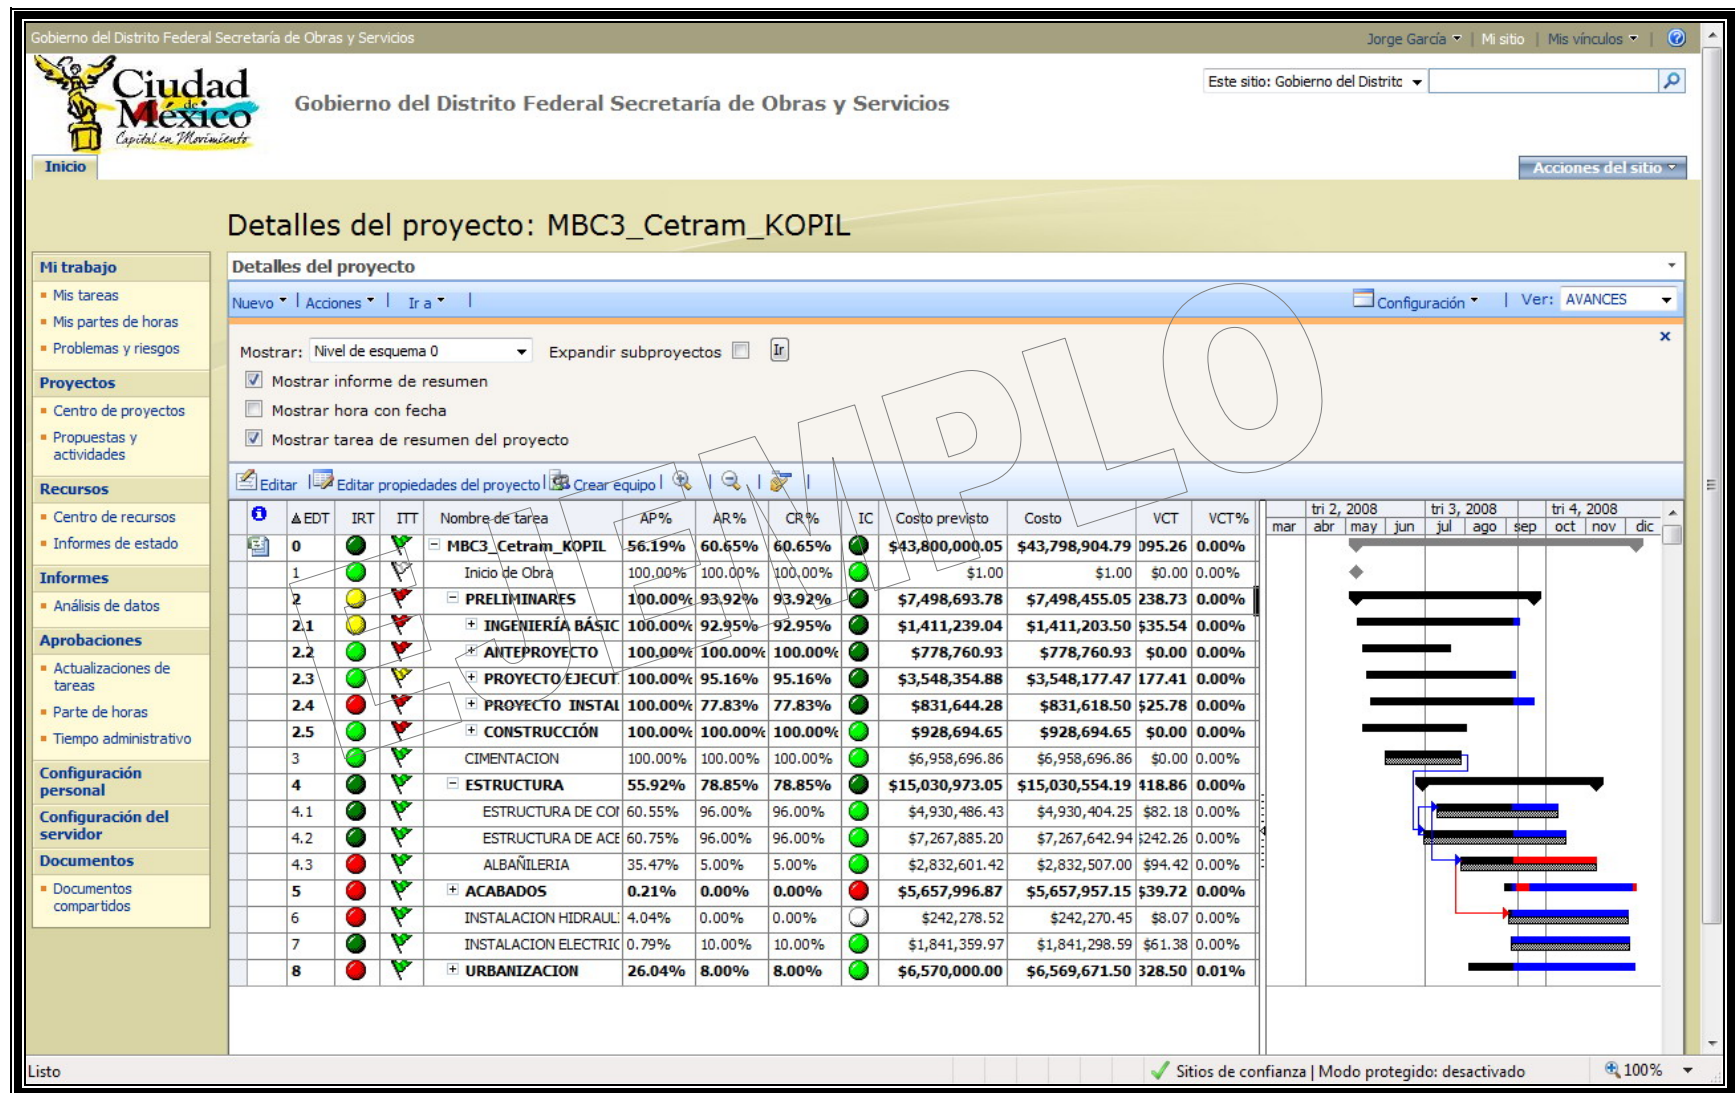 Gobierno del Distrito Federal Secretaría de Obras y Servicios
Jorge García | Mi sitio | Mis vínculos |
Ciudad de México
Capital en Movimiento
Gobierno del Distrito Federal Secretaría de Obras y Servicios
Este sitio: Gobierno del Distritc
Inicio
Acciones del sitio
Detalles del proyecto: MBC3_Cetram_KOPIL
Mi trabajo
Mis tareas
Mis partes de horas
Problemas y riesgos
Proyectos
Centro de proyectos
Propuestas y
actividades
Recursos
Centro de recursos
Informes de estado
Informes
Análisis de datos
Aprobaciones
Actualizaciones de
tareas
Parte de horas
Tiempo administrativo
Configuración
personal
Configuración del
servidor
Documentos
Documentos
compartidos
Detalles del proyecto
Nuevo | Acciones | Ir a |
Configuración | Ver: AVANCES
Mostrar: Nivel de esquema 0 Expandir subproyectos Ir
Mostrar informe de resumen
Mostrar hora con fecha
Mostrar tarea de resumen del proyecto
EJEMPLO
Editar | Editar propiedades del proyecto | Crear equipo | | |
EDT IRT ITT Nombre de tarea AP% AR% CR% IC Costo previsto Costo VCT VCT%
tri 2, 2008 tri 3, 2008 tri 4, 2008
mar abr may jun jul ago sep oct nov dic
0 MBC3_Cetram_KOPIL 56.19% 60.65% 60.65% $43,800,000.05 $43,798,904.79 095.26 0.00%
1 Inicio de Obra 100.00% 100.00% 100.00% $1.00 $1.00 $0.00 0.00%
2 PRELIMINARES 100.00% 93.92% 93.92% $7,498,693.78 $7,498,455.05 238.73 0.00%
2.1 INGENIERÍA BÁSIC 100.00% 92.95% 92.95% $1,411,239.04 $1,411,203.50 $35.54 0.00%
2.2 ANTEPROYECTO 100.00% 100.00% 100.00% $778,760.93 $778,760.93 $0.00 0.00%
2.3 PROYECTO EJECUT. 100.00% 95.16% 95.16% $3,548,354.88 $3,548,177.47 177.41 0.00%
2.4 PROYECTO INSTAL 100.00% 77.83% 77.83% $831,644.28 $831,618.50 $25.78 0.00%
2.5 CONSTRUCCIÓN 100.00% 100.00% 100.00% $928,694.65 $928,694.65 $0.00 0.00%
3 CIMENTACION 100.00% 100.00% 100.00% $6,958,696.86 $6,958,696.86 $0.00 0.00%
4 ESTRUCTURA 55.92% 78.85% 78.85% $15,030,973.05 $15,030,554.19 418.86 0.00%
4.1 ESTRUCTURA DE CON 60.55% 96.00% 96.00% $4,930,486.43 $4,930,404.25 $82.18 0.00%
4.2 ESTRUCTURA DE ACE 60.75% 96.00% 96.00% $7,267,885.20 $7,267,642.94 $242.26 0.00%
4.3 ALBAÑILERIA 35.47% 5.00% 5.00% $2,832,601.42 $2,832,507.00 $94.42 0.00%
5 ACABADOS 0.21% 0.00% 0.00% $5,657,996.87 $5,657,957.15 $39.72 0.00%
6 INSTALACION HIDRAULI 4.04% 0.00% 0.00% $242,278.52 $242,270.45 $8.07 0.00%
7 INSTALACION ELECTRIC 0.79% 10.00% 10.00% $1,841,359.97 $1,841,298.59 $61.38 0.00%
8 URBANIZACION 26.04% 8.00% 8.00% $6,570,000.00 $6,569,671.50 328.50 0.01%
Listo
Sitios de confianza | Modo protegido: desactivado
100%